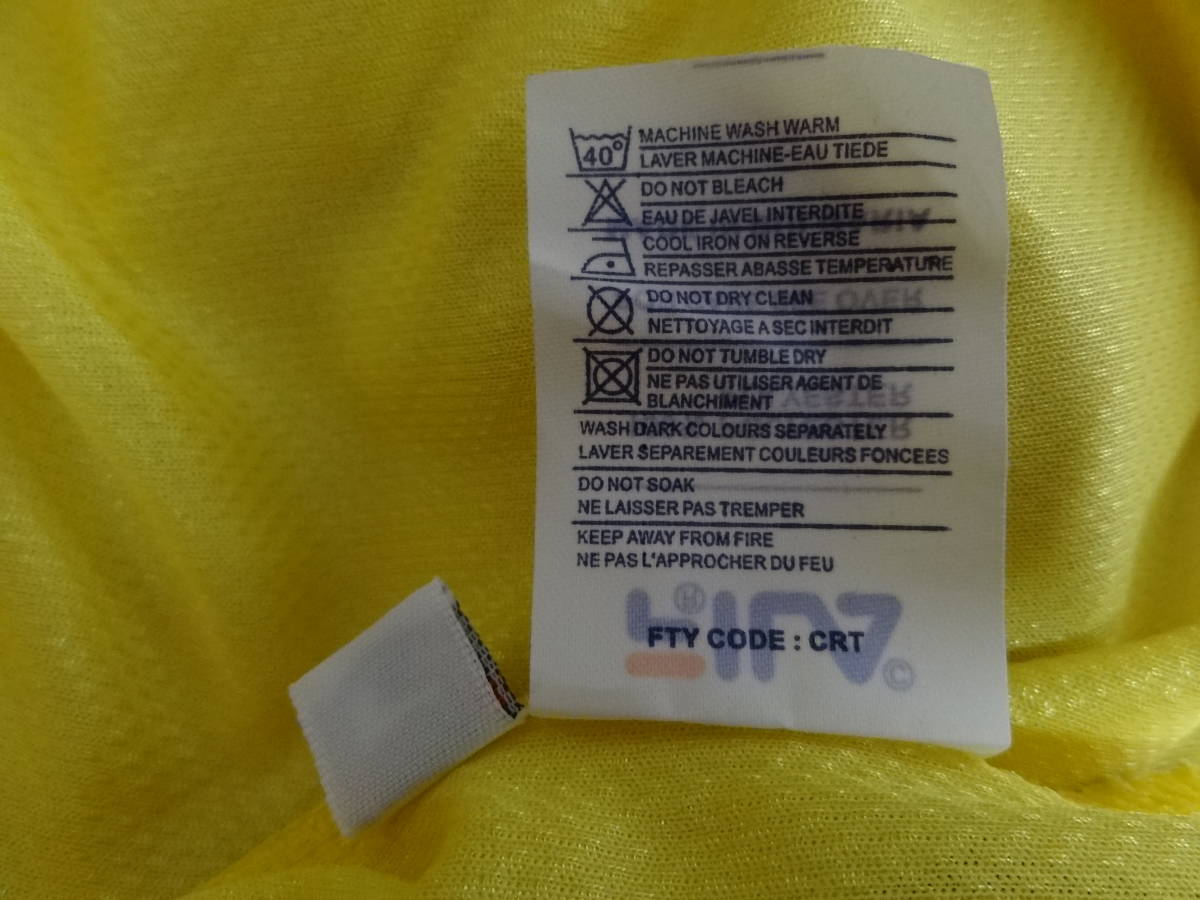 40°
MACHINE WASH WARM
LAVER MACHINE-EAU TIEDE
DO NOT BLEACH
EAU DE JAVEL INTERDITE
COOL IRON ON REVERSE
REPASSER ABASSE TEMPERATURE
DO NOT DRY CLEAN
NETTOYAGE A SEC INTERDIT
DO NOT TUMBLE DRY
NE PAS UTILISER AGENT DE
BLANCHIMENT
WASH DARK COLOURS SEPARATELY
LAVER SEPAREMENT COULEURS FONCEES
DO NOT SOAK
NE LAISSER PAS TREMPER
KEEP AWAY FROM FIRE
NE PAS L'APPROCHER DU FEU
FTY CODE : CRT